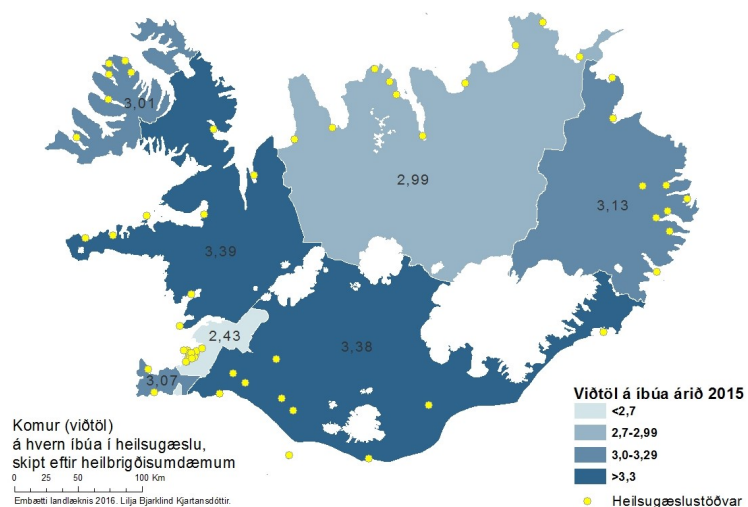 3,01
2,99
3,13
3,39
2,43
3,38
3,07
Viðtöl á íbúa árið 2015
<2,7
2,7-2,99
3,0-3,29
>3,3
Heilsugæslustöðvar
Komur (viðtöl)
á hvern íbúa í heilsugæslu,
skipt eftir heilbrigðisumdæmum
0 25 50 100 Km
Embætti landlæknis 2016. Lilja Bjarklind Kjartansdóttir.